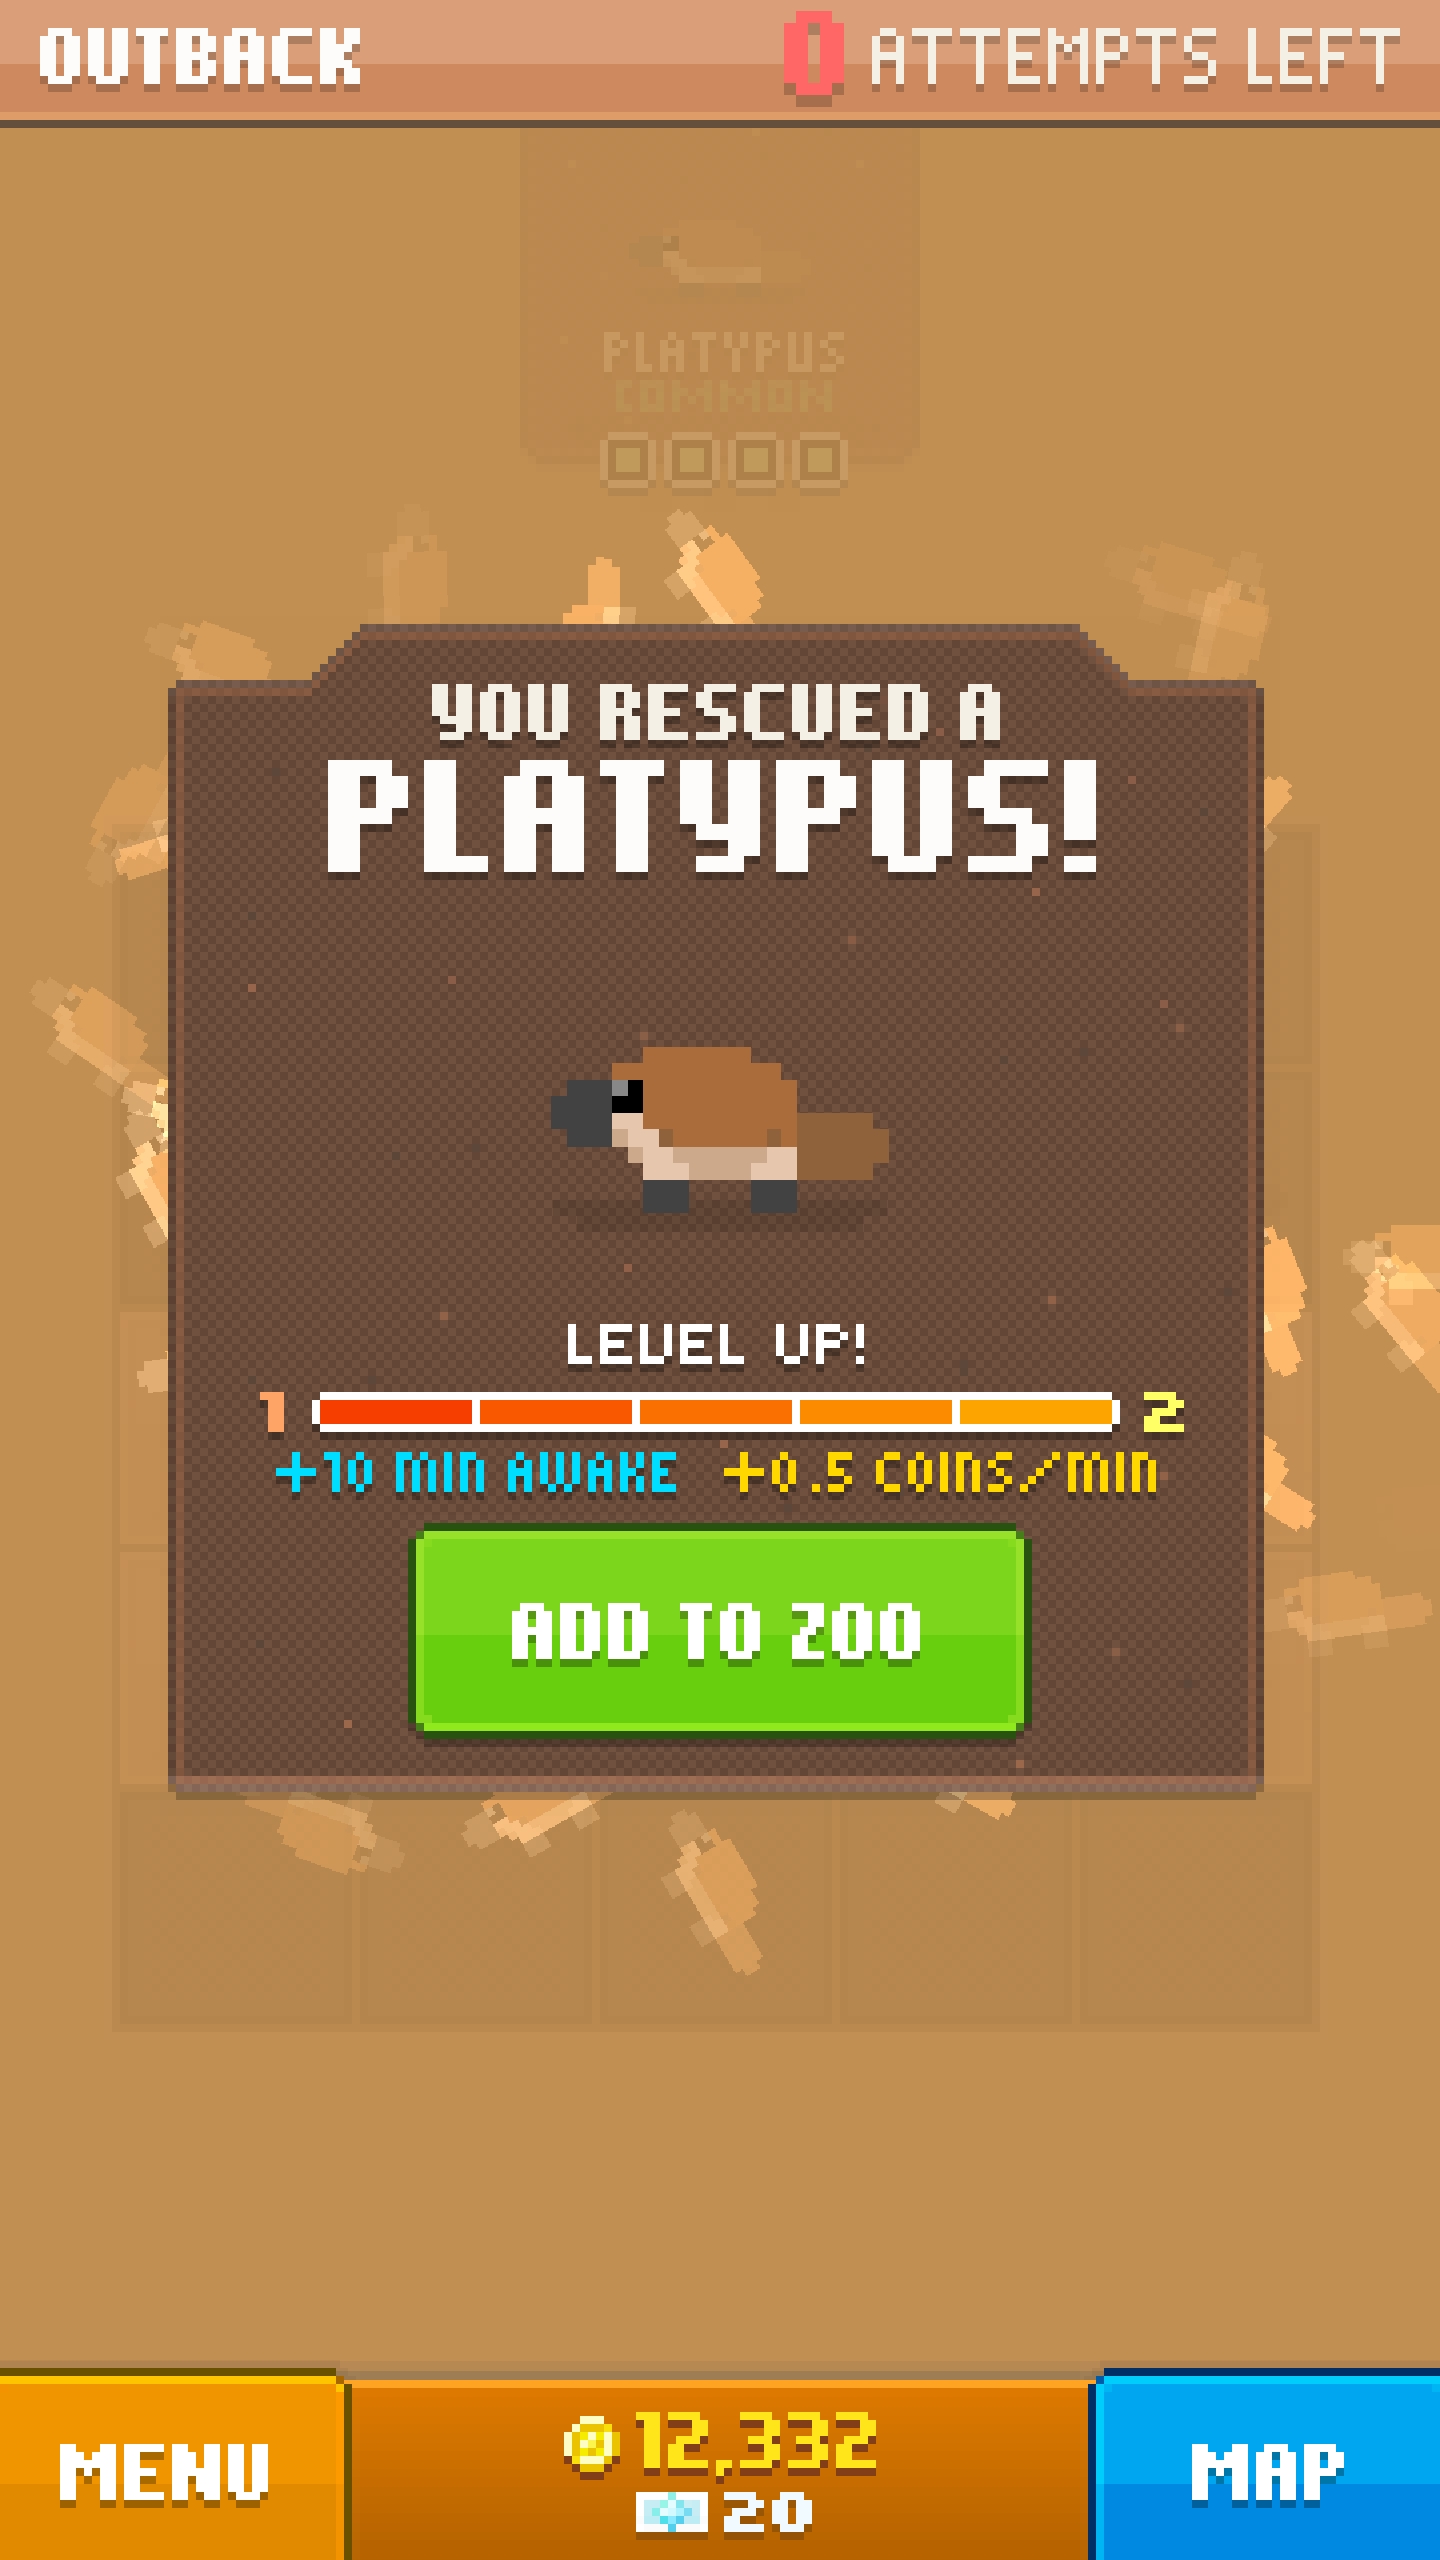 OUTBACK
0 ATTEMPTS LEFT
PLATYPUS
COMMON
YOU RESCUED A
PLATYPUS!
LEVEL UP!
1 2
+10 MIN AWAKE +0.5 COINS/MIN
ADD TO ZOO
MENU
12,332
20
MAP